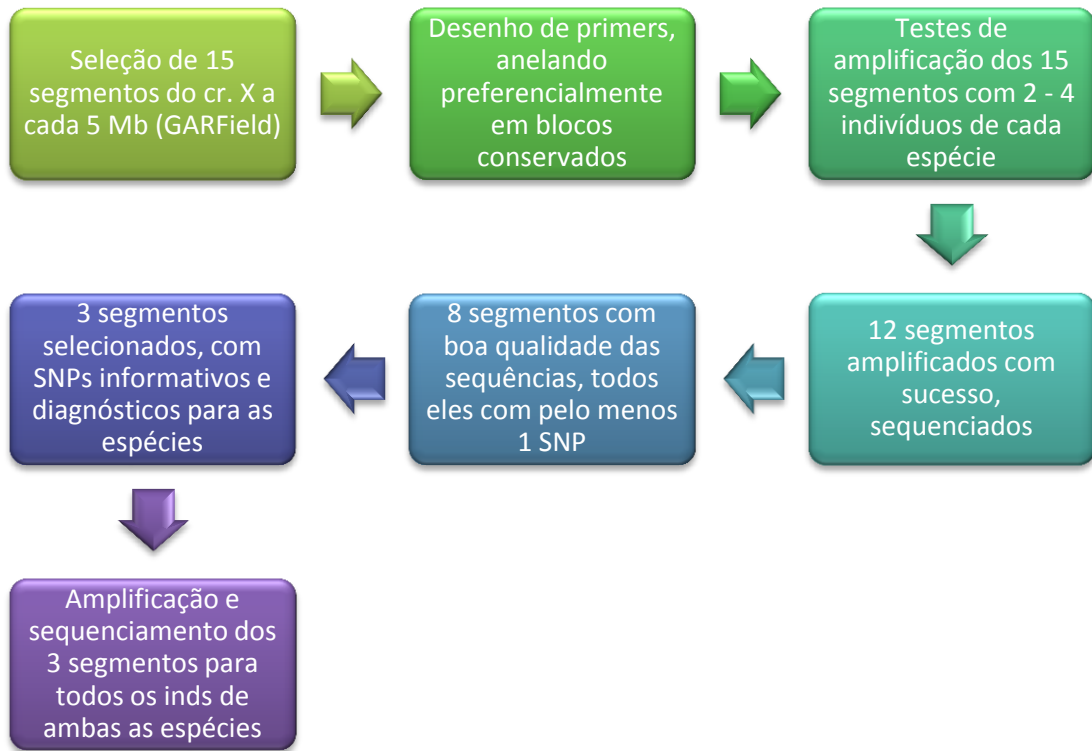 Seleção de 15
segmentos do cr. X a
cada 5 Mb (GARField)
Desenho de primers,
anelando
preferencialmente
em blocos
conservados
Testes de
amplificação dos 15
segmentos com 2 - 4
indivíduos de cada
espécie
12 segmentos
amplificados com
sucesso,
sequenciados
8 segmentos com
boa qualidade das
sequências, todos
eles com pelo menos
1 SNP
3 segmentos
selecionados, com
SNPs informativos e
diagnósticos para as
espécies
Amplificação e
sequenciamento dos
3 segmentos para
todos os inds de
ambas as espécies